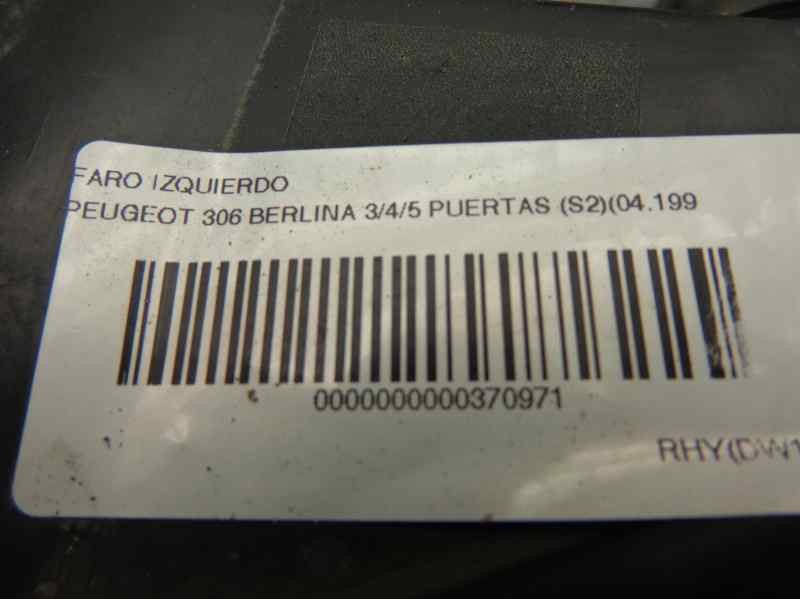 FARO IZQUIERDO
PEUGEOT 306 BERLINA 3/4/5 PUERTAS (S2)(04.199
0000000000370971
RHY(DW1